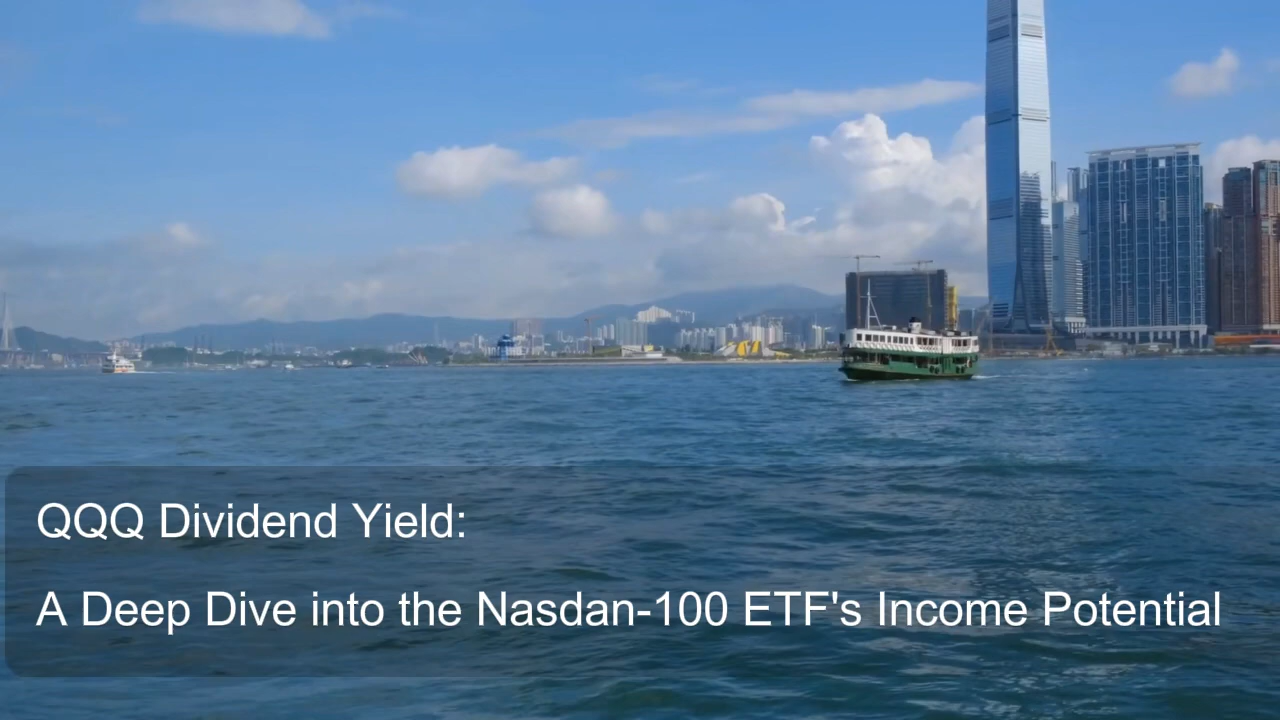 QQQ Dividend Yield:
A Deep Dive into the Nasdan-100 ETF's Income Potential